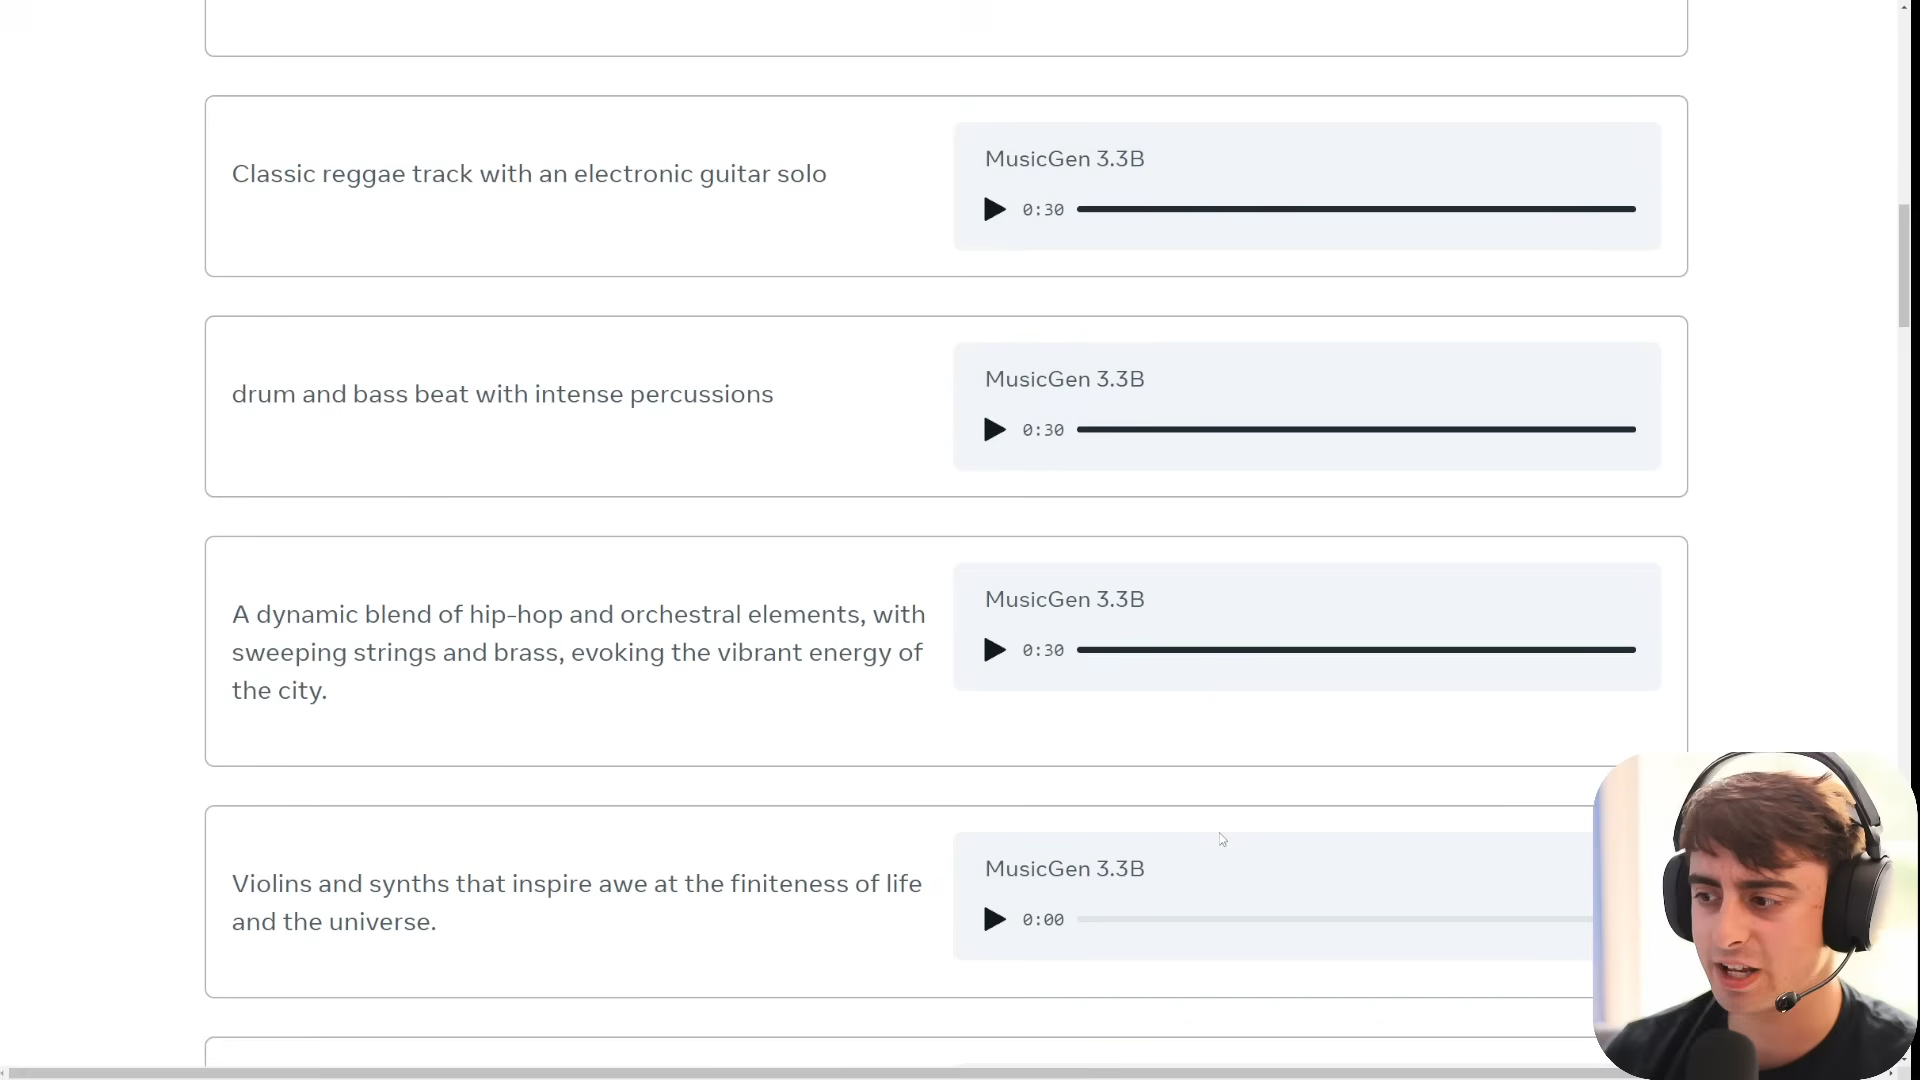 Classic reggae track with an electronic guitar solo
MusicGen 3.3B
0:30
drum and bass beat with intense percussions
MusicGen 3.3B
0:30
A dynamic blend of hip-hop and orchestral elements, with
sweeping strings and brass, evoking the vibrant energy of
the city.
MusicGen 3.3B
0:30
Violins and synths that inspire awe at the finiteness of life
and the universe.
MusicGen 3.3B
0:00